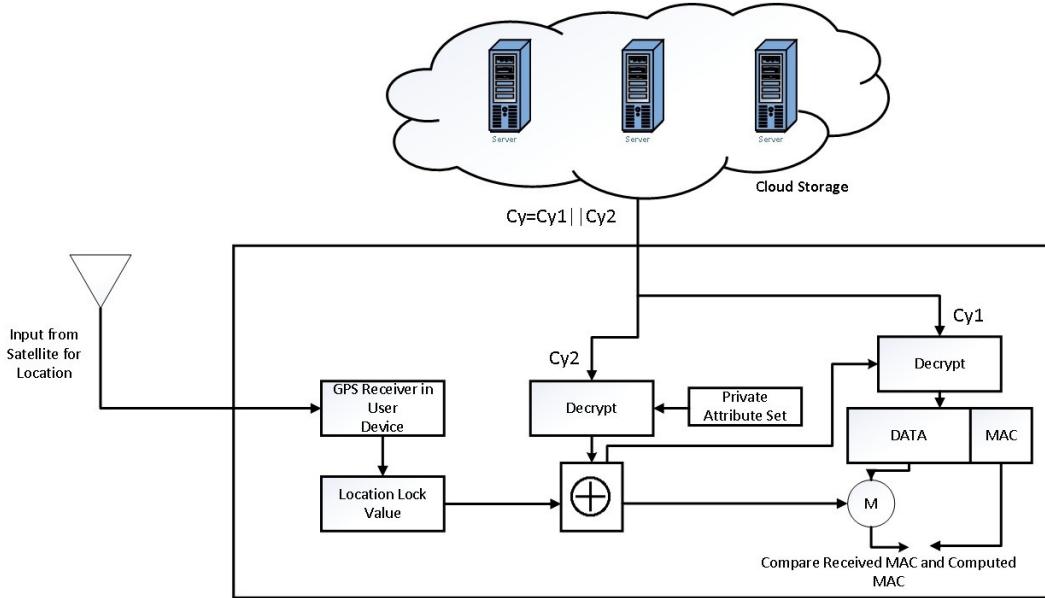 Server
Server
Server
Cloud Storage
Cy=Cy1||Cy2
Input from
Satellite for
Location
Cy1
Cy2
Decrypt
GPS Receiver in
User
Device
Decrypt
Private
Attribute Set
DATA
MAC
Location Lock
Value
M
Compare Received MAC and Computed
MAC